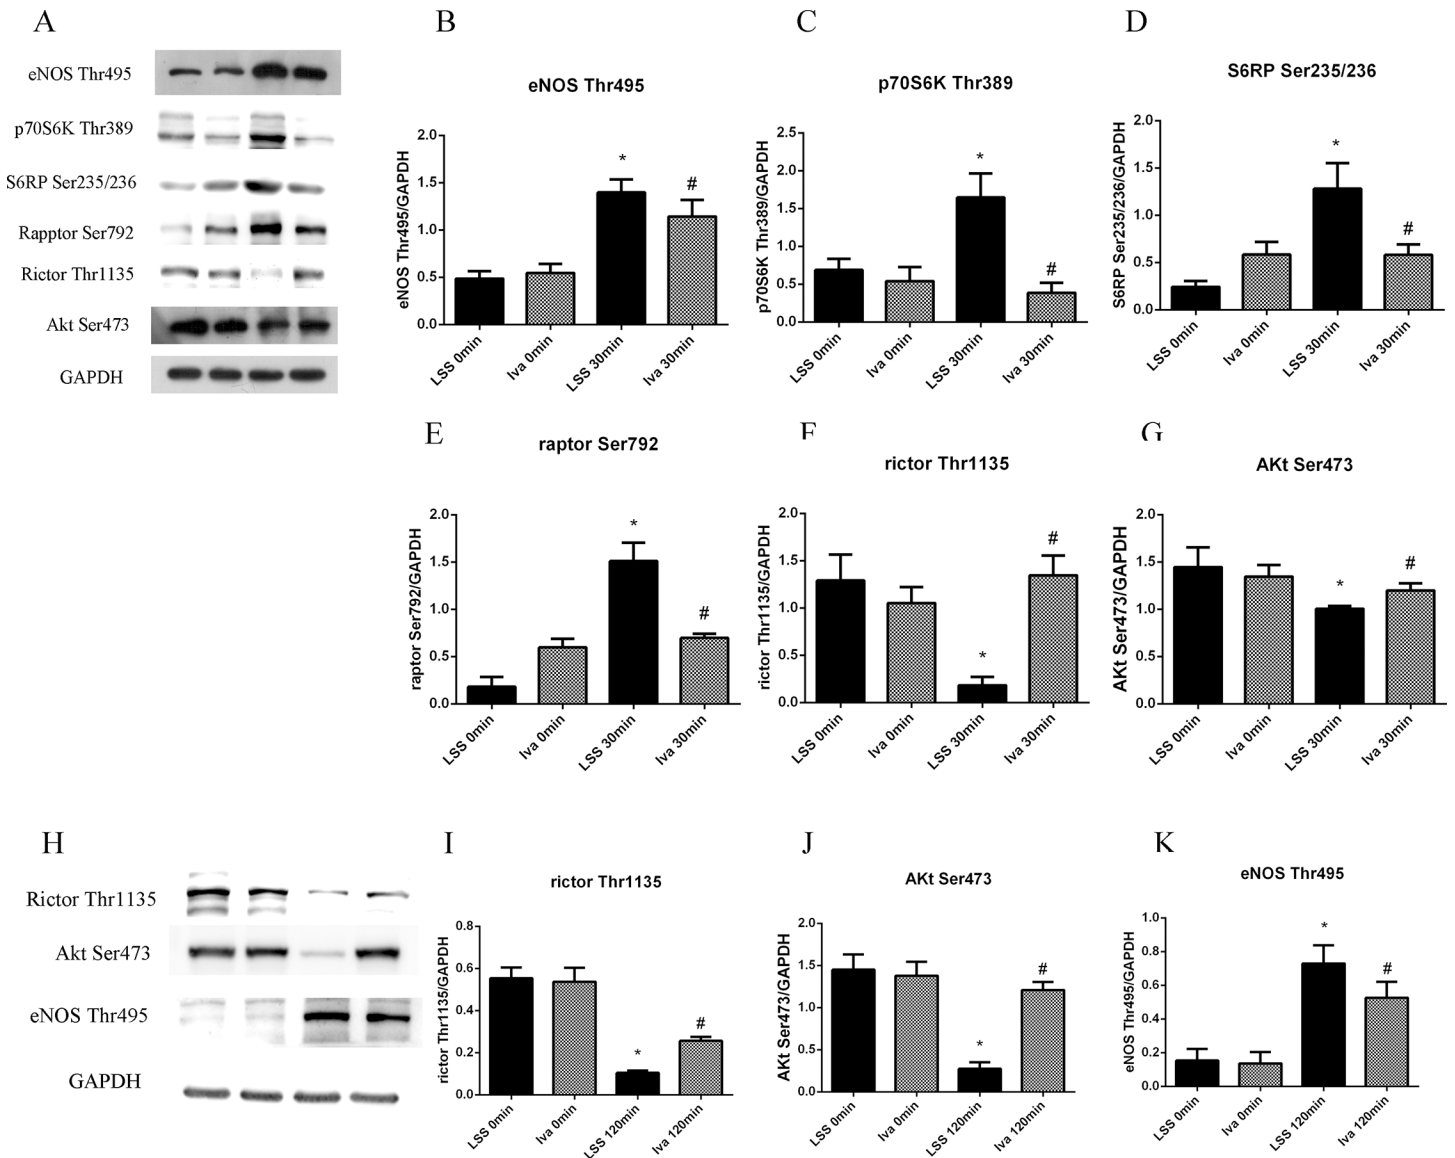 A
eNOS Thr495
p70S6K Thr389
S6RP Ser235/236
Rapptor Ser792
Rictor Thr1135
Akt Ser473
GAPDH
B
eNOS Thr495
eNOS Thr495/GAPDH
2.0
1.5
1.0
0.5
0.0
LSS 0min
Iva 0min
LSS 30min
Iva 30min
*
#
C
p70S6K Thr389
p70S6K Thr389/GAPDH
2.5
2.0
1.5
1.0
0.5
0.0
LSS 0min
Iva 0min
LSS 30min
Iva 30min
*
#
D
S6RP Ser235/236
S6RP Ser235/236/GAPDH
2.0
1.5
1.0
0.5
0.0
LSS 0min
Iva 0min
LSS 30min
Iva 30min
*
#
E
raptor Ser792
raptor Ser792/GAPDH
2.0
1.5
1.0
0.5
0.0
LSS 0min
Iva 0min
LSS 30min
Iva 30min
*
#
F
rictor Thr1135
rictor Thr1135/GAPDH
2.0
1.5
1.0
0.5
0.0
LSS 0min
Iva 0min
LSS 30min
Iva 30min
*
#
G
AKt Ser473
AKt Ser473/GAPDH
2.0
1.5
1.0
0.5
0.0
LSS 0min
Iva 0min
LSS 30min
Iva 30min
*
#
H
Rictor Thr1135
Akt Ser473
eNOS Thr495
GAPDH
I
rictor Thr1135
rictor Thr1135/GAPDH
0.8
0.6
0.4
0.2
0.0
LSS 0min
Iva 0min
LSS 120min
Iva 120min
*
#
J
AKt Ser473
AKt Ser473/GAPDH
2.0
1.5
1.0
0.5
0.0
LSS 0min
Iva 0min
LSS 120min
Iva 120min
*
#
K
eNOS Thr495
eNOS Thr495/GAPDH
1.0
0.8
0.6
0.4
0.2
0.0
LSS 0min
Iva 0min
LSS 120min
Iva 120min
*
#